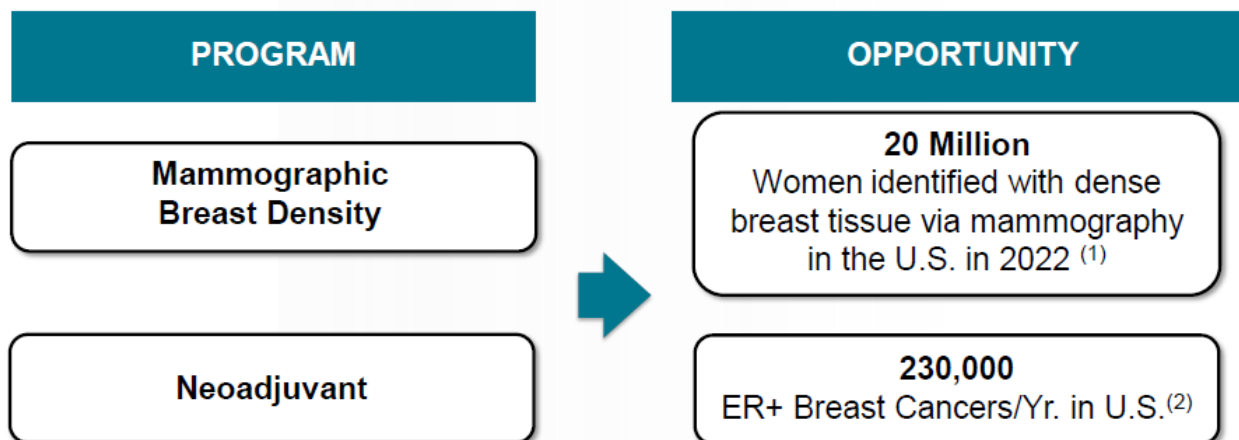 PROGRAM
OPPORTUNITY
Mammographic
Breast Density
20 Million
Women identified with dense
breast tissue via mammography
in the U.S. in 2022 (1)
Neoadjuvant
230,000
ER+ Breast Cancers/Yr. in U.S.(2)